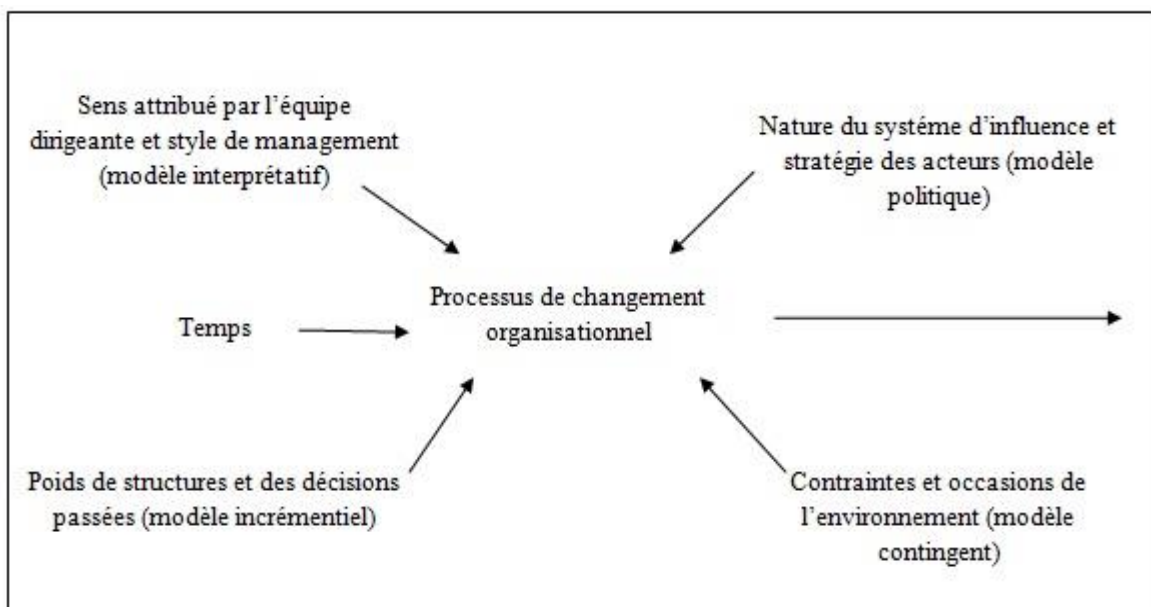 Sens attribué par l’équipe
dirigeante et style de management
(modèle interprétatif)
Nature du systéme d’influence et
stratégie des acteurs (modèle
politique)
Processus de changement
organisationnel
Temps
Poids de structures et des décisions
passées (modèle incrémentiel)
Contraintes et occasions de
l’environnement (modèle
contingent)